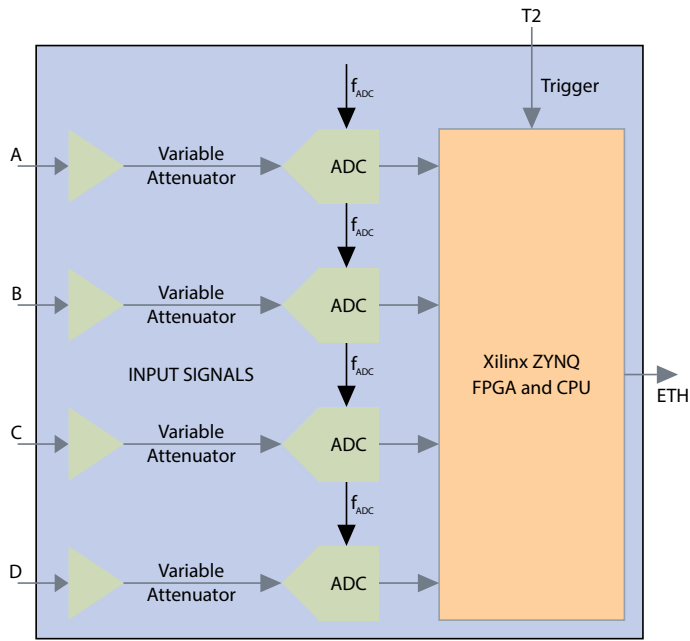 T2
Trigger
fADC
A
Variable
Attenuator
ADC
fADC
B
Variable
Attenuator
ADC
INPUT SIGNALS
fADC
Xilinx ZYNQ
FPGA and CPU
ETH
C
Variable
Attenuator
ADC
fADC
D
Variable
Attenuator
ADC